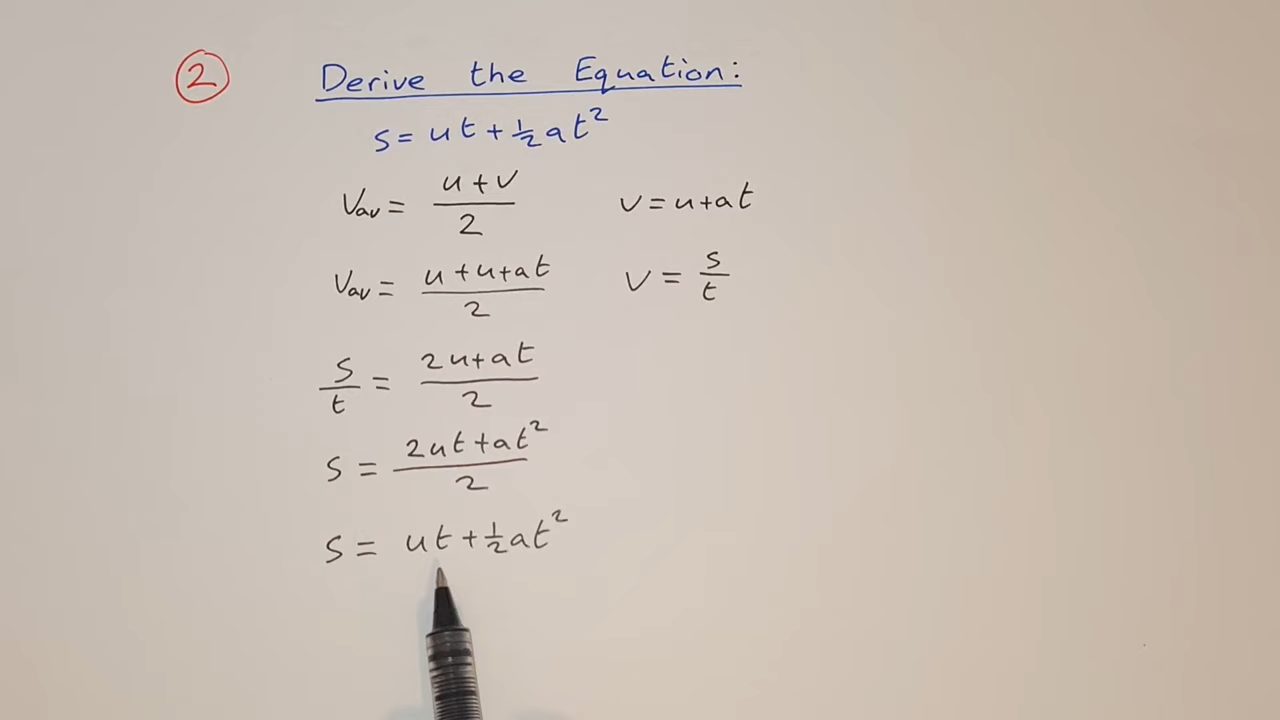 ② Derive the Equation:
s = ut + ½at²
Vav = (u + v)/2    v = u + at
Vav = (u + u + at)/2    v = s/t
s/t = (2u + at)/2
s = (2ut + at²)/2
s = ut + ½at²